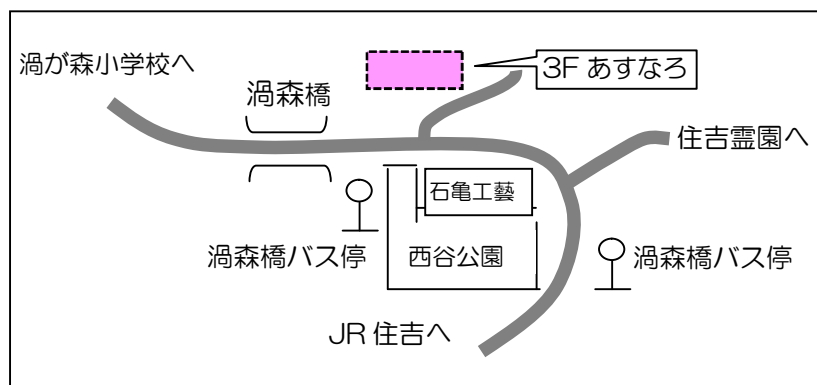 渦が森小学校へ
3F あすなろ
渦森橋
住吉霊園へ
石亀工藝
渦森橋バス停
西谷公園
渦森橋バス停
JR 住吉へ